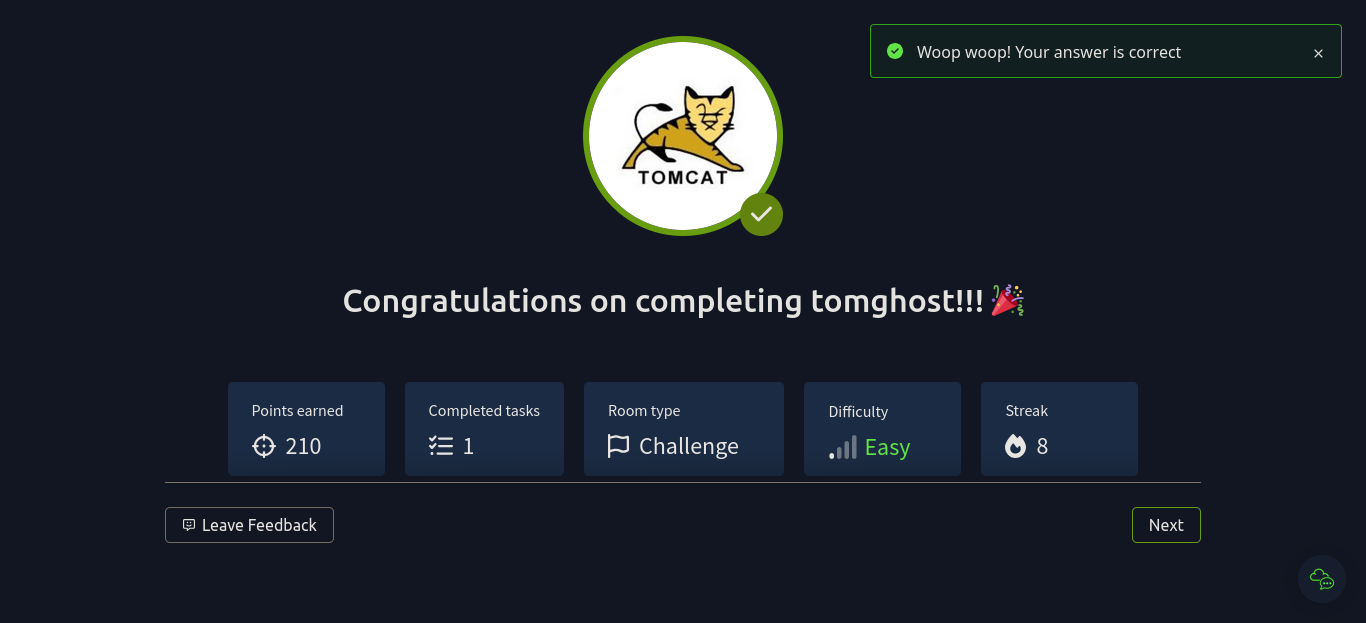 Woop woop! Your answer is correct
TOMCAT
Congratulations on completing tomghost!!! 🎉
Points earned
210
Completed tasks
1
Room type
Challenge
Difficulty
Easy
Streak
8
Leave Feedback
Next